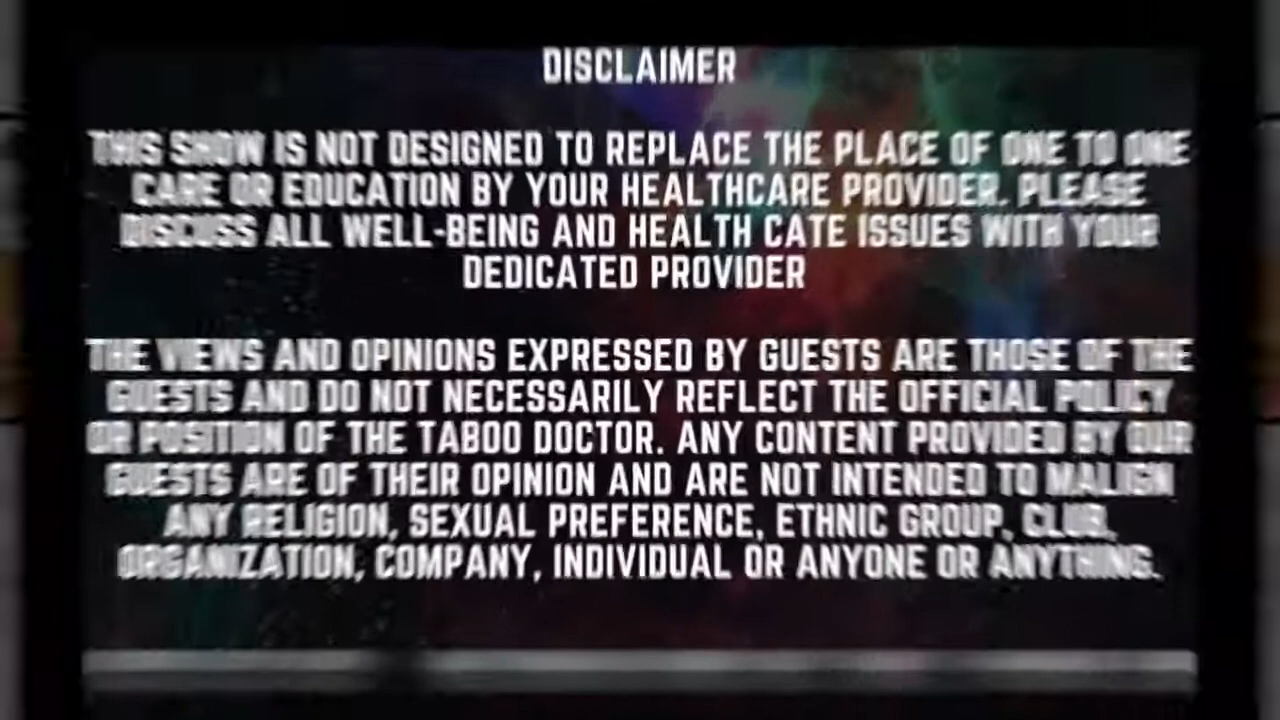 DISCLAIMER
THIS SHOW IS NOT DESIGNED TO REPLACE THE PLACE OF ONE TO ONE
CARE OR EDUCATION BY YOUR HEALTHCARE PROVIDER. PLEASE
DISCUSS ALL WELL-BEING AND HEALTH CATE ISSUES WITH YOUR
DEDICATED PROVIDER
THE VIEWS AND OPINIONS EXPRESSED BY GUESTS ARE THOSE OF THE
GUESTS AND DO NOT NECESSARILY REFLECT THE OFFICIAL POLICY
OR POSITION OF THE TABOO DOCTOR. ANY CONTENT PROVIDED BY OUR
GUESTS ARE OF THEIR OPINION AND ARE NOT INTENDED TO MALIGN
ANY RELIGION, SEXUAL PREFERENCE, ETHNIC GROUP, CLUB,
ORGANIZATION, COMPANY, INDIVIDUAL OR ANYONE OR ANYTHING.